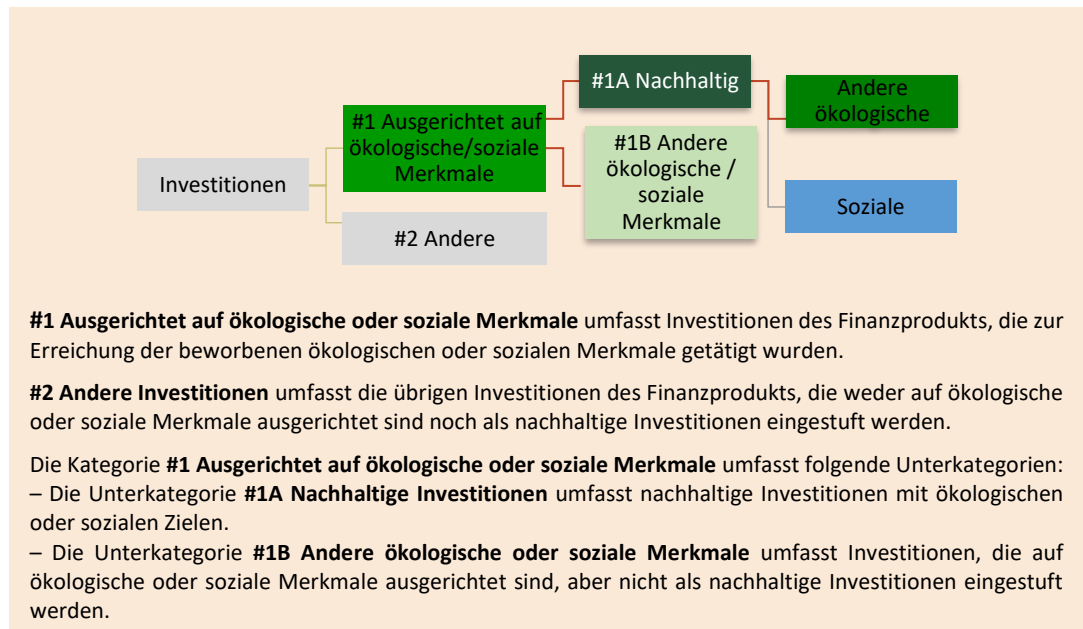 #1A Nachhaltig
Andere
ökologische
#1 Ausgerichtet auf
ökologische/soziale
Merkmale
#1B Andere
ökologische /
soziale
Merkmale
Investitionen
Soziale
#2 Andere
#1 Ausgerichtet auf ökologische oder soziale Merkmale umfasst Investitionen des Finanzprodukts, die zur
Erreichung der beworbenen ökologischen oder sozialen Merkmale getätigt wurden.
#2 Andere Investitionen umfasst die übrigen Investitionen des Finanzprodukts, die weder auf ökologische
oder soziale Merkmale ausgerichtet sind noch als nachhaltige Investitionen eingestuft werden.
Die Kategorie #1 Ausgerichtet auf ökologische oder soziale Merkmale umfasst folgende Unterkategorien:
– Die Unterkategorie #1A Nachhaltige Investitionen umfasst nachhaltige Investitionen mit ökologischen
oder sozialen Zielen.
– Die Unterkategorie #1B Andere ökologische oder soziale Merkmale umfasst Investitionen, die auf
ökologische oder soziale Merkmale ausgerichtet sind, aber nicht als nachhaltige Investitionen eingestuft
werden.